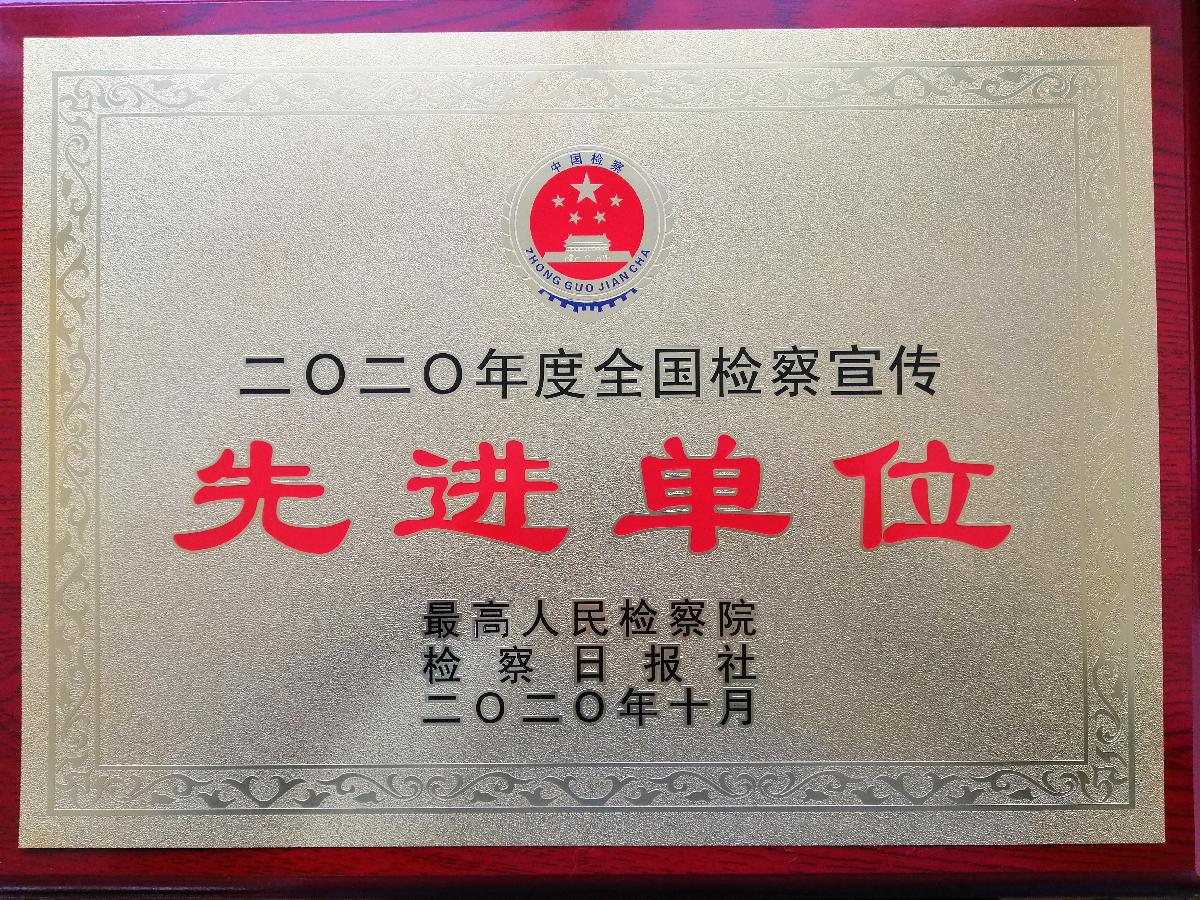 中国检察
ZHONG GUO JIAN CHA
二〇二〇年度全国检察宣传
先进单位
最高人民检察院
检察日报社
二〇二〇年十月